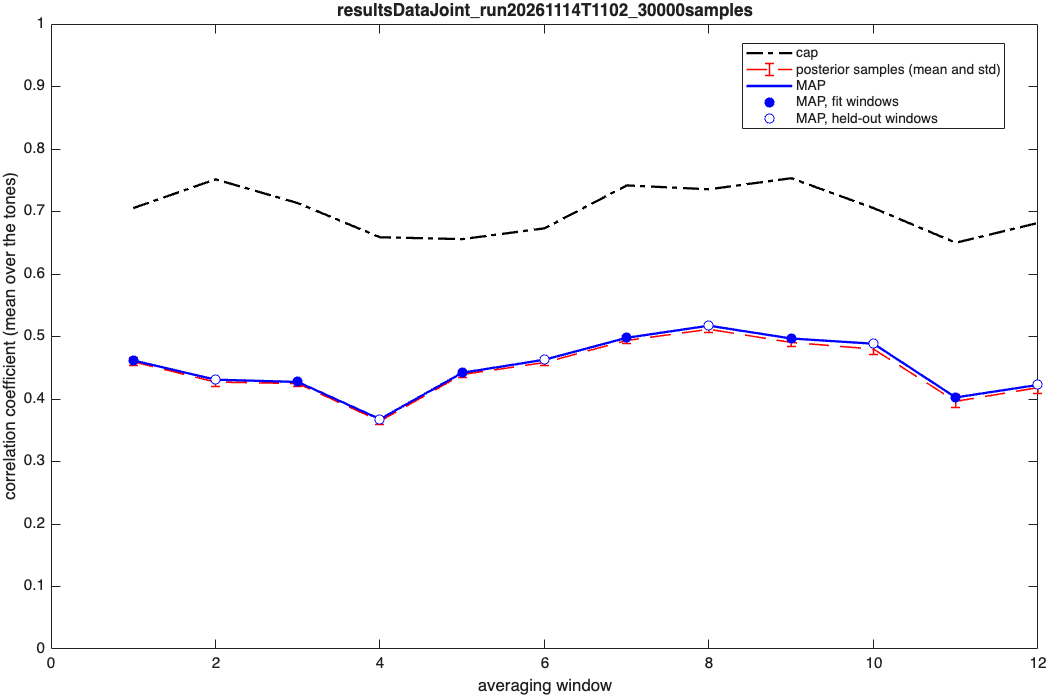 resultsDataJoint_run20261114T1102_30000samples
cap
posterior samples (mean and std)
MAP
MAP, fit windows
MAP, held-out windows
correlation coefficient (mean over the tones)
1
0.9
0.8
0.7
0.6
0.5
0.4
0.3
0.2
0.1
0
0 2 4 6 8 10 12
averaging window